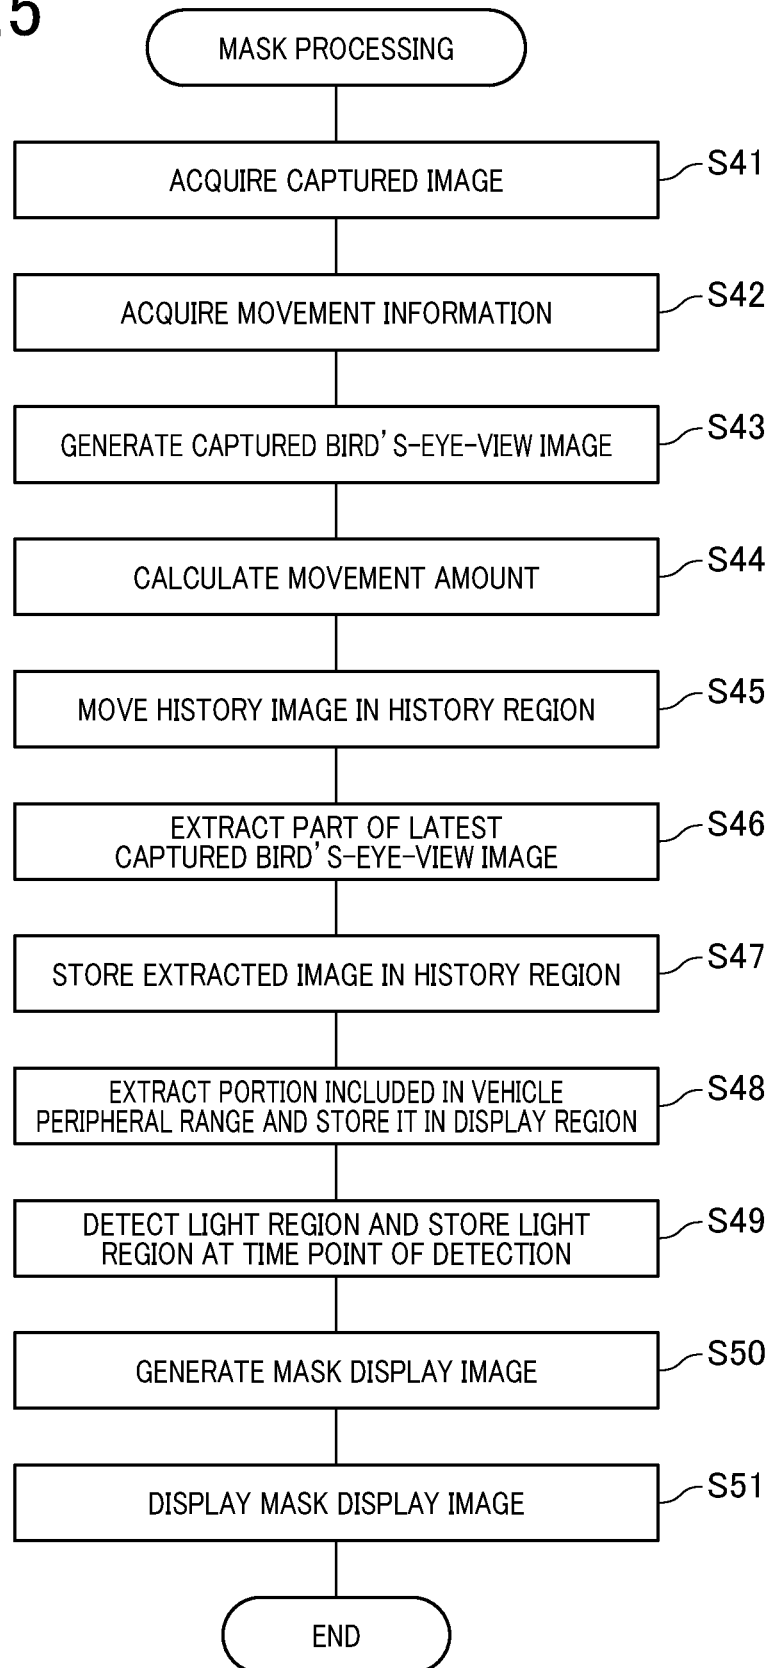 5
MASK PROCESSING
ACQUIRE CAPTURED IMAGE
S41
ACQUIRE MOVEMENT INFORMATION
S42
GENERATE CAPTURED BIRD'S-EYE-VIEW IMAGE
S43
CALCULATE MOVEMENT AMOUNT
S44
MOVE HISTORY IMAGE IN HISTORY REGION
S45
EXTRACT PART OF LATEST
CAPTURED BIRD'S-EYE-VIEW IMAGE
S46
STORE EXTRACTED IMAGE IN HISTORY REGION
S47
EXTRACT PORTION INCLUDED IN VEHICLE
PERIPHERAL RANGE AND STORE IT IN DISPLAY REGION
S48
DETECT LIGHT REGION AND STORE LIGHT
REGION AT TIME POINT OF DETECTION
S49
GENERATE MASK DISPLAY IMAGE
S50
DISPLAY MASK DISPLAY IMAGE
S51
END